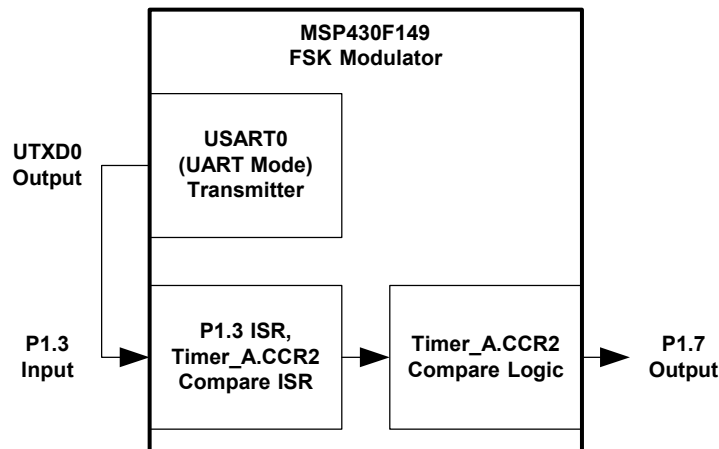 MSP430F149
FSK Modulator
UTXD0
Output
USART0
(UART Mode)
Transmitter
P1.3
Input
P1.3 ISR,
Timer_A.CCR2
Compare ISR
Timer_A.CCR2
Compare Logic
P1.7
Output